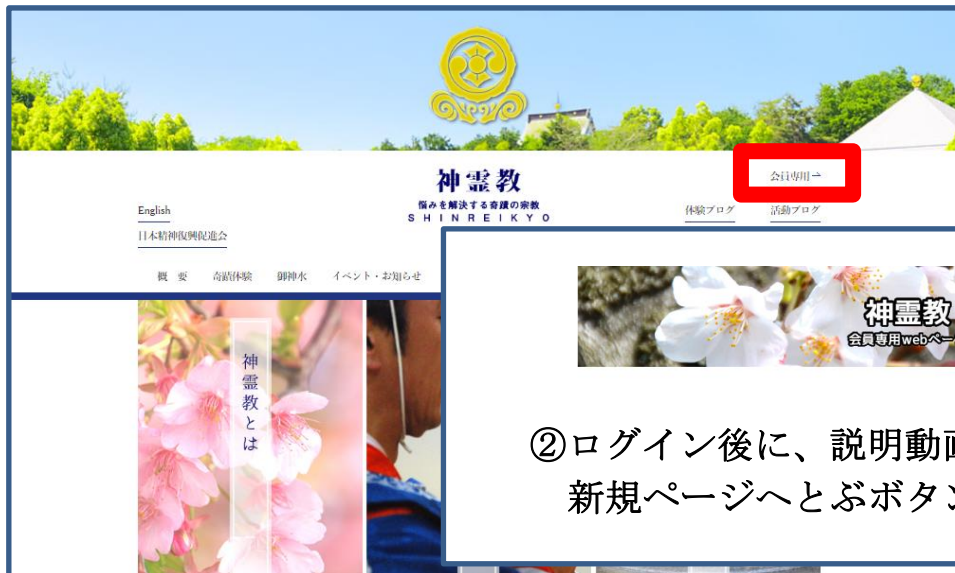 会員専用→
神霊教
悩みを解決する奇蹟の宗教
SHINREIKYO
English
体験ブログ
活動ブログ
日本精神復興促進会
概 要
奇蹟体験
御神水
イベント・お知らせ
神霊教とは
神霊教
会員専用webペー
②ログイン後に、説明動画
新規ページへとぶボタン